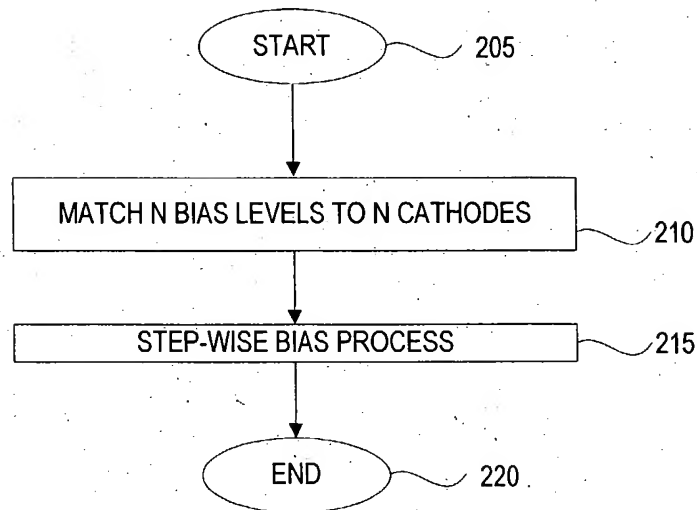 START
205
MATCH N BIAS LEVELS TO N CATHODES
210
STEP-WISE BIAS PROCESS
215
END
220